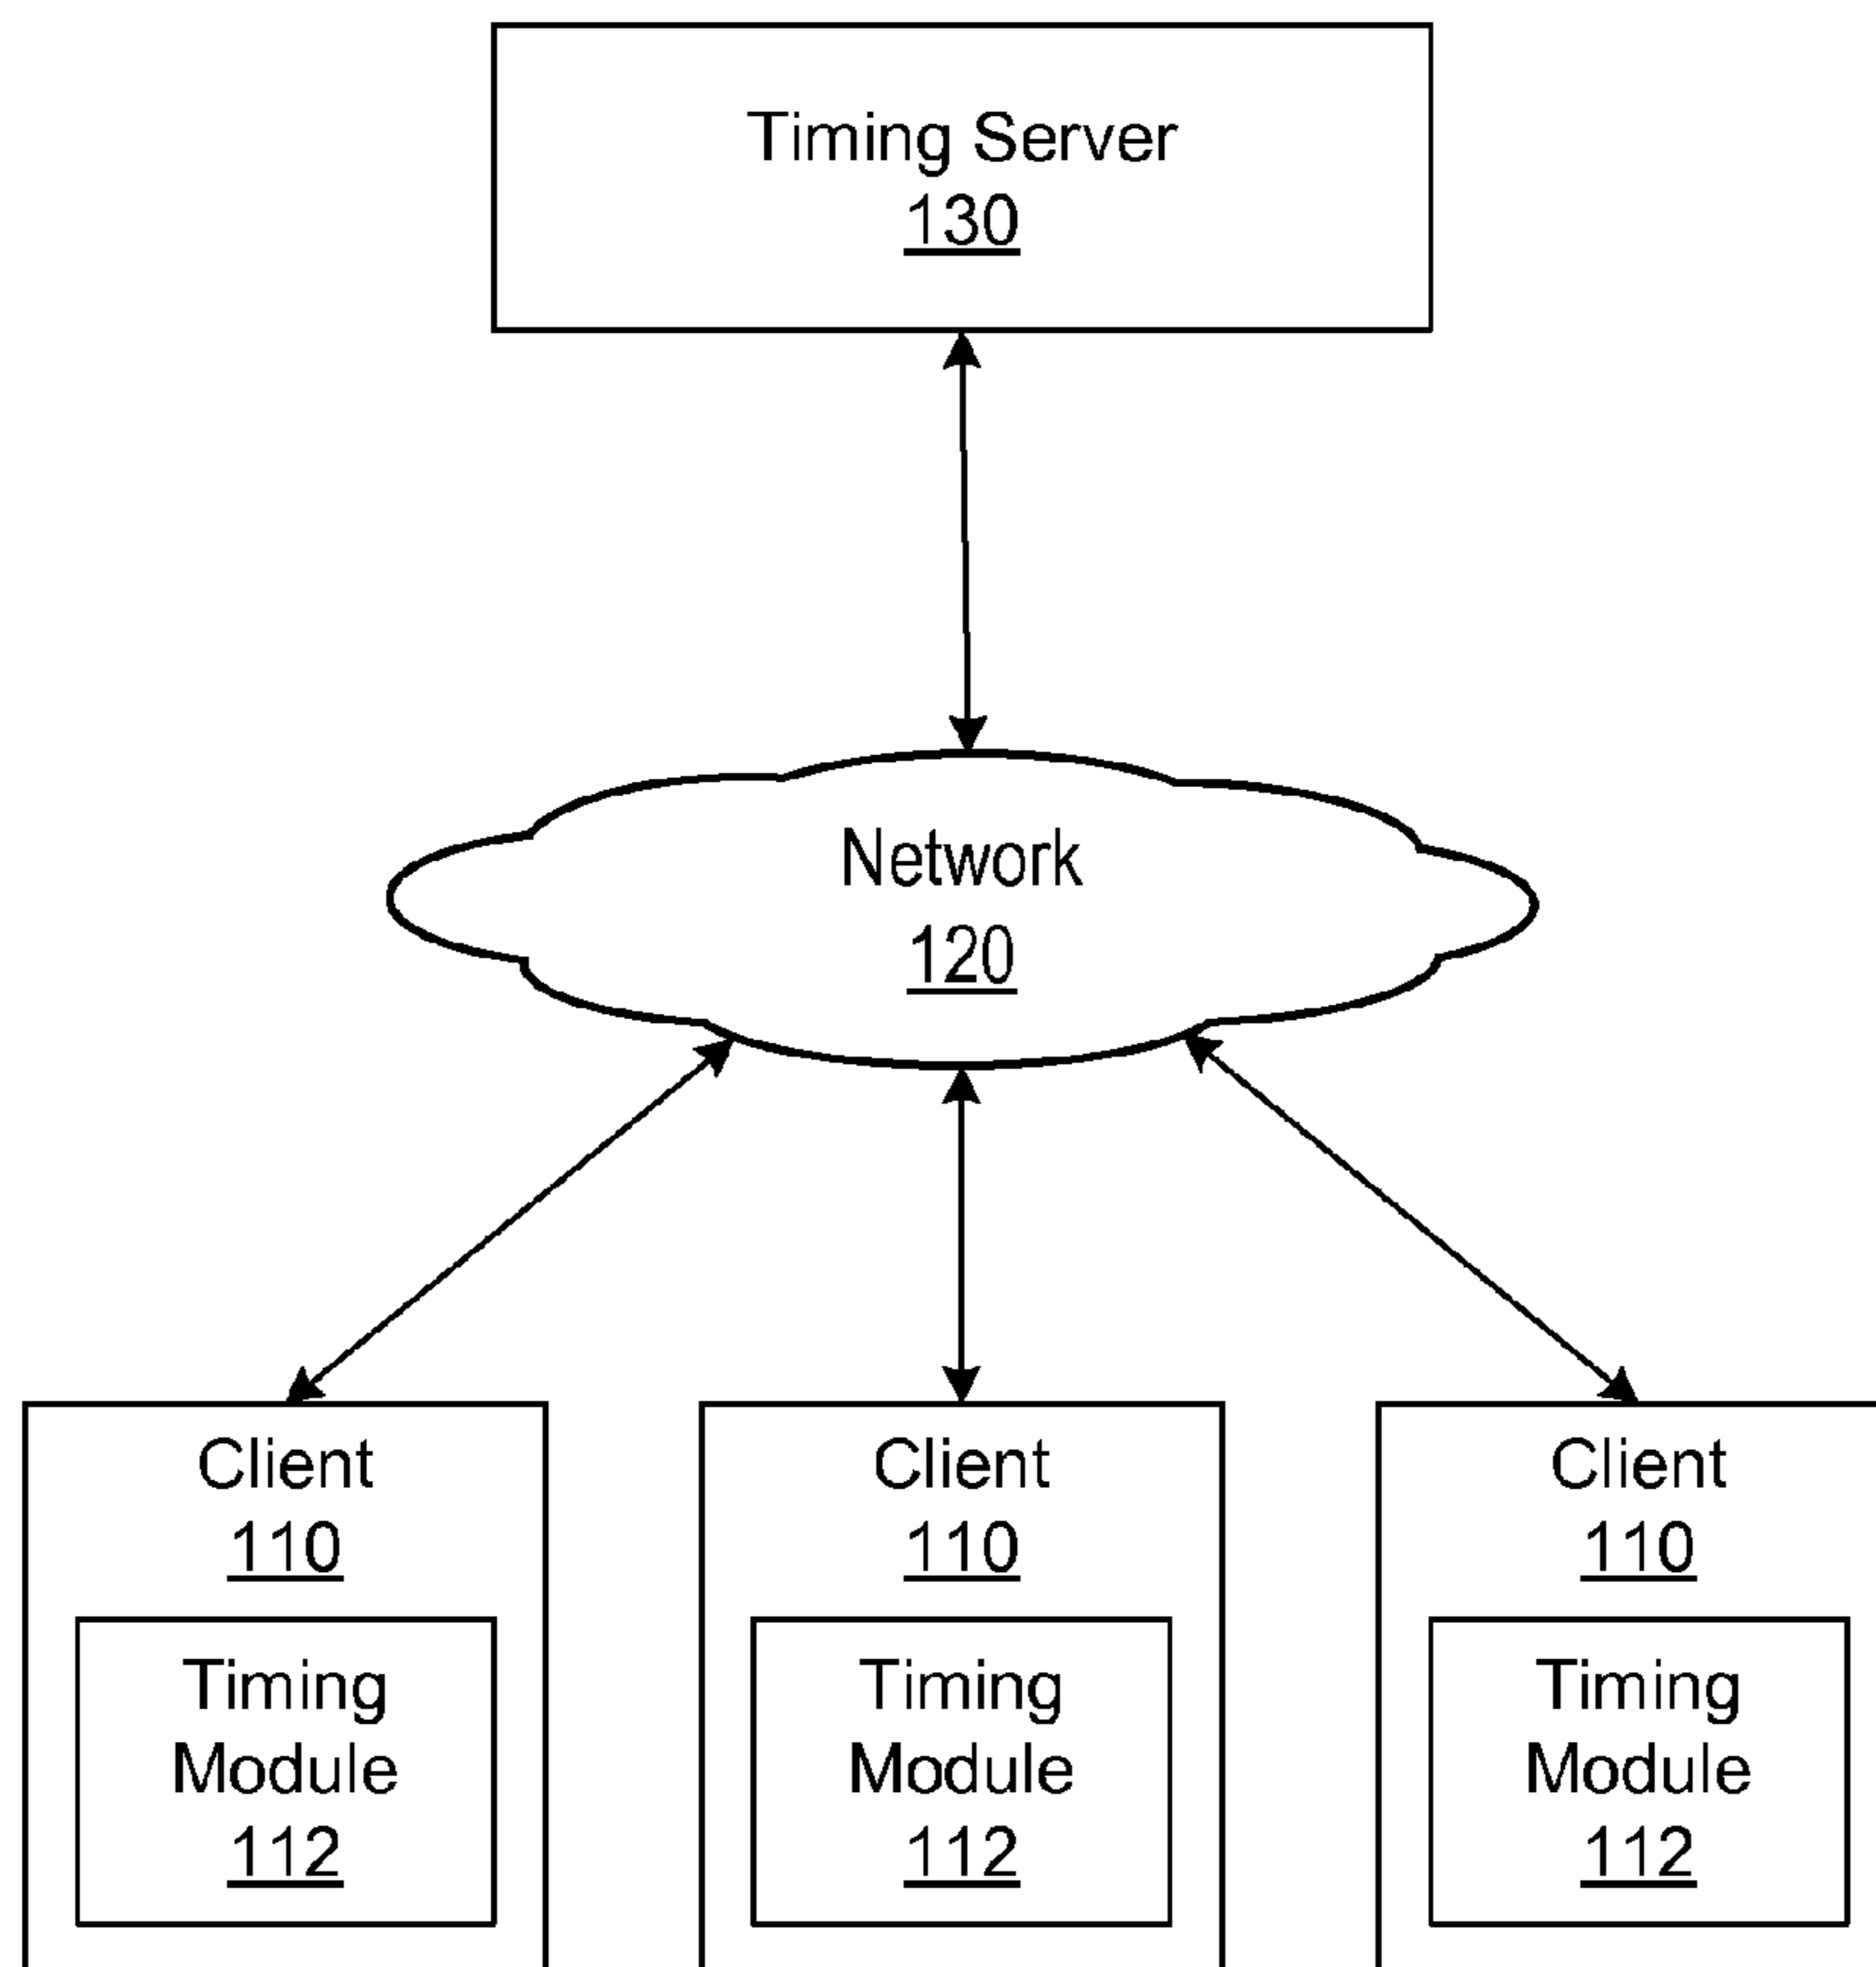 Timing Server
130
Network
120
Client
110
Timing
Module
112
Client
110
Timing
Module
112
Client
110
Timing
Module
112